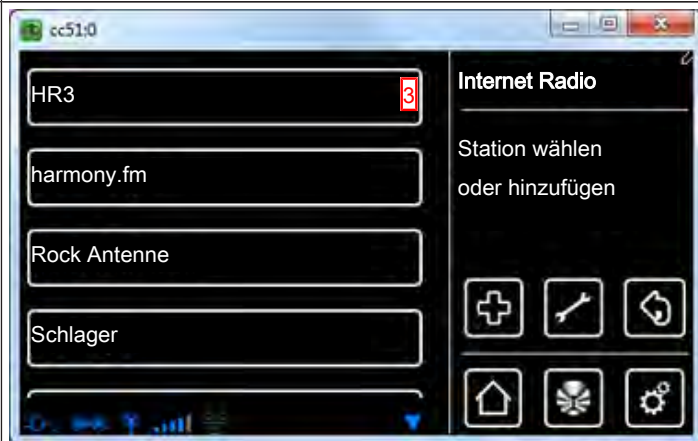 cc51:0
HR3
3
harmony.fm
Rock Antenne
Schlager
Internet Radio
Station wählen
oder hinzufügen